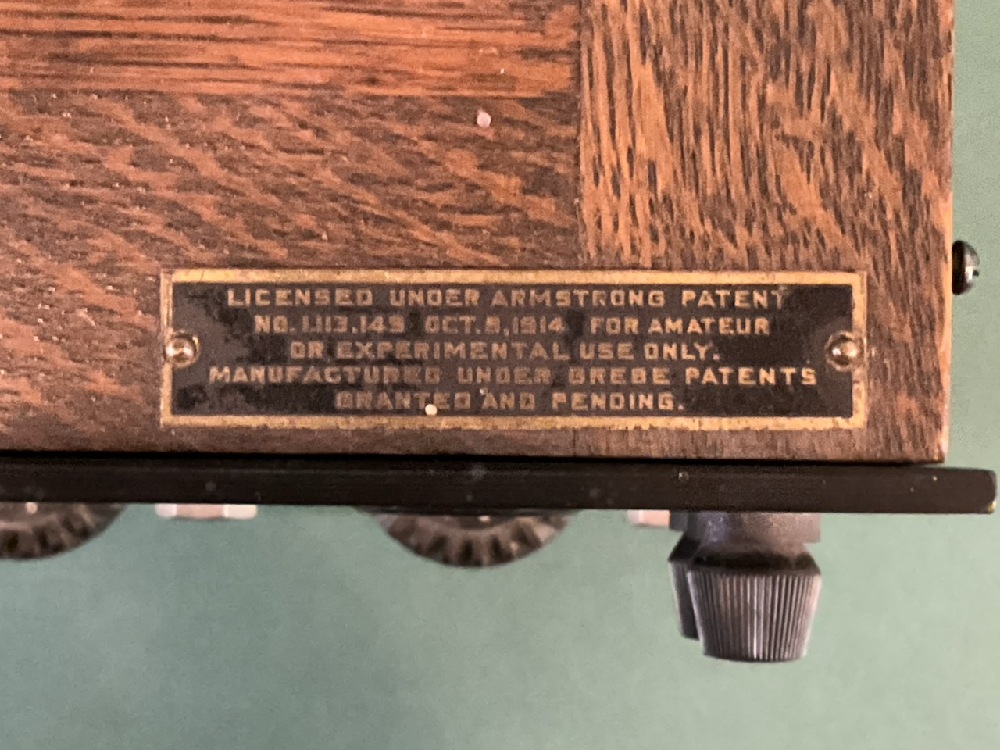 LICENSED UNDER ARMSTRONG PATENT
NO. 1,113,149 OCT. 6, 1914 FOR AMATEUR
OR EXPERIMENTAL USE ONLY.
MANUFACTURED UNDER GREBE PATENTS
GRANTED AND PENDING.